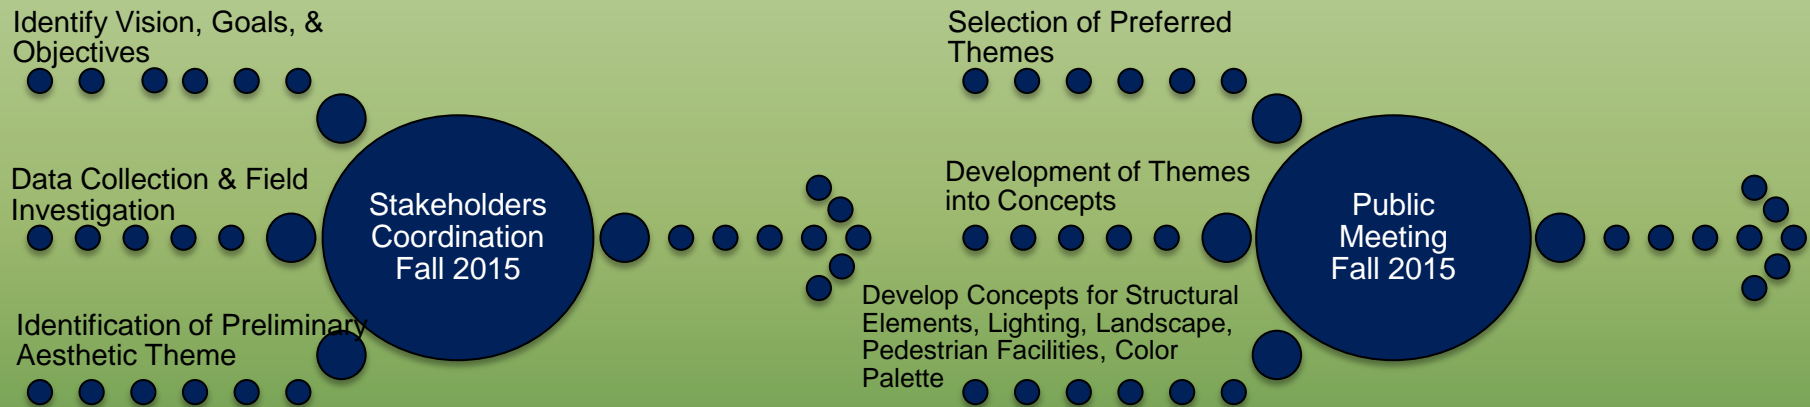 Identify Vision, Goals, &
Objectives
Data Collection & Field
Investigation
Identification of Preliminary
Aesthetic Theme
Stakeholders
Coordination
Fall 2015
Selection of Preferred
Themes
Development of Themes
into Concepts
Develop Concepts for Structural
Elements, Lighting, Landscape,
Pedestrian Facilities, Color
Palette
Public
Meeting
Fall 2015